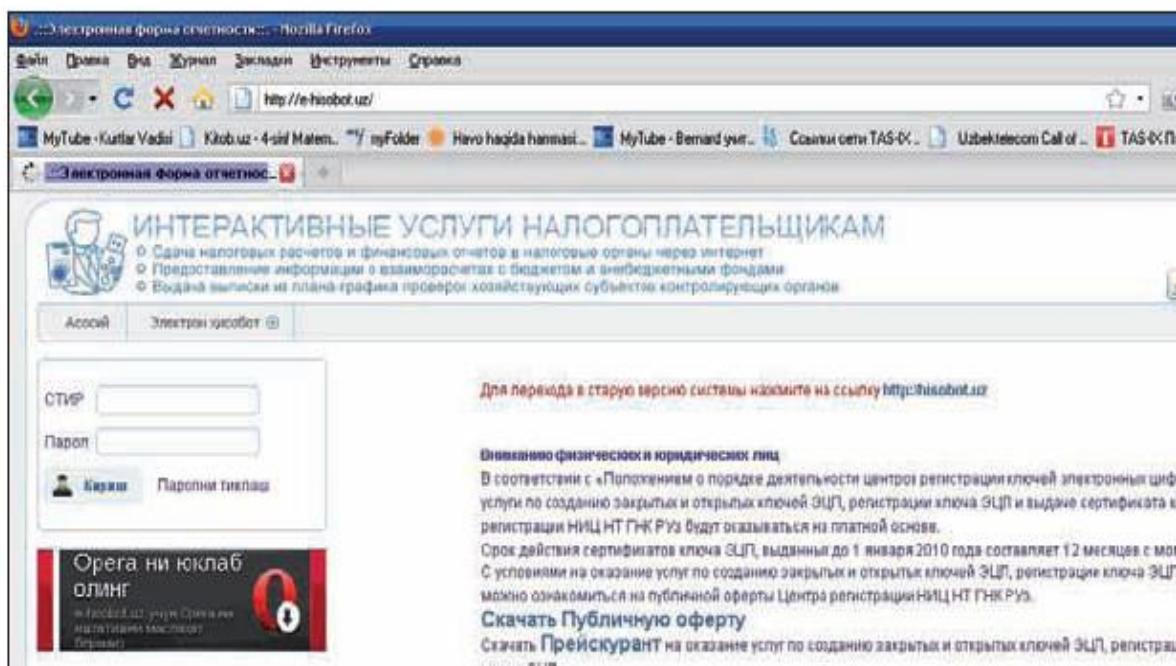 .:::Электронная форма отчетности:::. - Mozilla Firefox
Файл Правка Вид Журнал Закладки Инструменты Справка
http://e-hisobot.uz/
MyTube - Kurtlar Vadisi Kitob.uz - 4-sinf Matem... myFolder Havo haqida hammasi... MyTube - Bernard учит... Ссылки сети TAS-IX... Uzbektelecom Call of ... TAS-IX
.:::Электронная форма отчетнос...
ИНТЕРАКТИВНЫЕ УСЛУГИ НАЛОГОПЛАТЕЛЬЩИКАМ
Сдача налоговых расчетов и финансовых отчетов в налоговые органы через интернет
Предоставление информации о взаиморасчетах с бюджетом и внебюджетными фондами
Выдача выписки из плана-графика проверок хозяйствующих субъектов контролирующих органов
Асосий Электрон ҳисобот
Для перехода в старую версию системы нажмите на ссылку http://hisobot.uz
СТИР
Парол
Кириш Паролни тиклаш
Вниманию физических и юридических лиц
В соответствии с «Положением о порядке деятельности центров регистрации ключей электронных циф
услуги по созданию закрытых и открытых ключей ЭЦП, регистрации ключа ЭЦП и выдаче сертификата к
регистрации НИЦ НТ ГНК РУз будут оказываться на платной основе.
Срок действия сертификатов ключа ЭЦП, выданных до 1 января 2010 года составляет 12 месяцев с мо
С условиями на оказание услуг по созданию закрытых и открытых ключей ЭЦП, регистрации ключа ЭЦП
можно ознакомиться на публичной оферты Центра регистрации НИЦ НТ ГНК РУз.
Скачать Публичную оферту
Скачать Прейскурант на оказание услуг по созданию закрытых и открытых ключей ЭЦП, регистра
Опера ни юклаб
олинг
e-hisobot.uz учун Opera ни